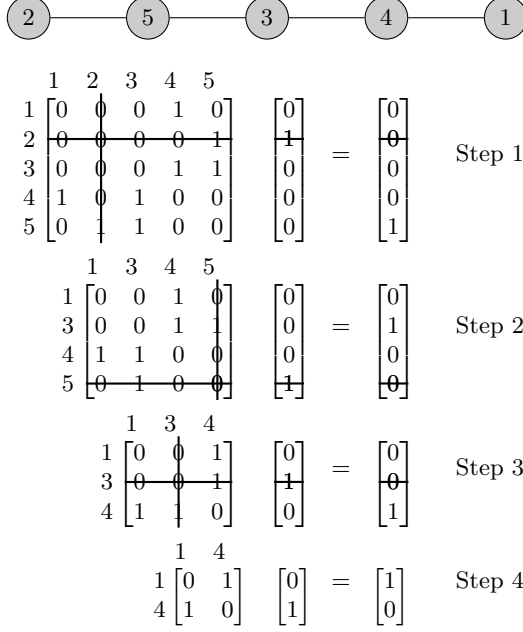 2 5 3 4 1
1 2 3 4 5
1 0 0 0 1 0 0 0
2 0 0 0 0 1 1 = 0 Step 1
3 0 0 0 1 1 0 0
4 1 0 1 0 0 0 0
5 0 1 1 0 0 0 1
1 3 4 5
1 0 0 1 0 0 0
3 0 0 1 1 0 = 1 Step 2
4 1 1 0 0 0 0
5 0 1 0 0 1 0
1 3 4
1 0 0 1 0 0
3 0 0 1 1 = 0 Step 3
4 1 1 0 0 1
1 4
1 0 1 0 = 1 Step 4
4 1 0 1 0